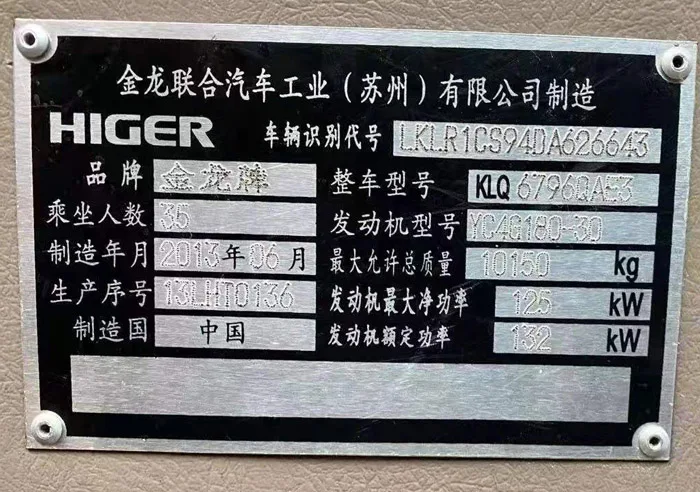 金龙联合汽车工业（苏州）有限公司制造
HIGER 车辆识别代号 LKLR1CS94DA626643
品牌 金龙牌 整车型号 KLQ6796QAE3
乘坐人数 35 发动机型号 YC4G180-30
制造年月 2013年06月 最大允许总质量 10150 kg
生产序号 13LHT0136 发动机最大净功率 125 kW
制造国 中国 发动机额定功率 132 kW